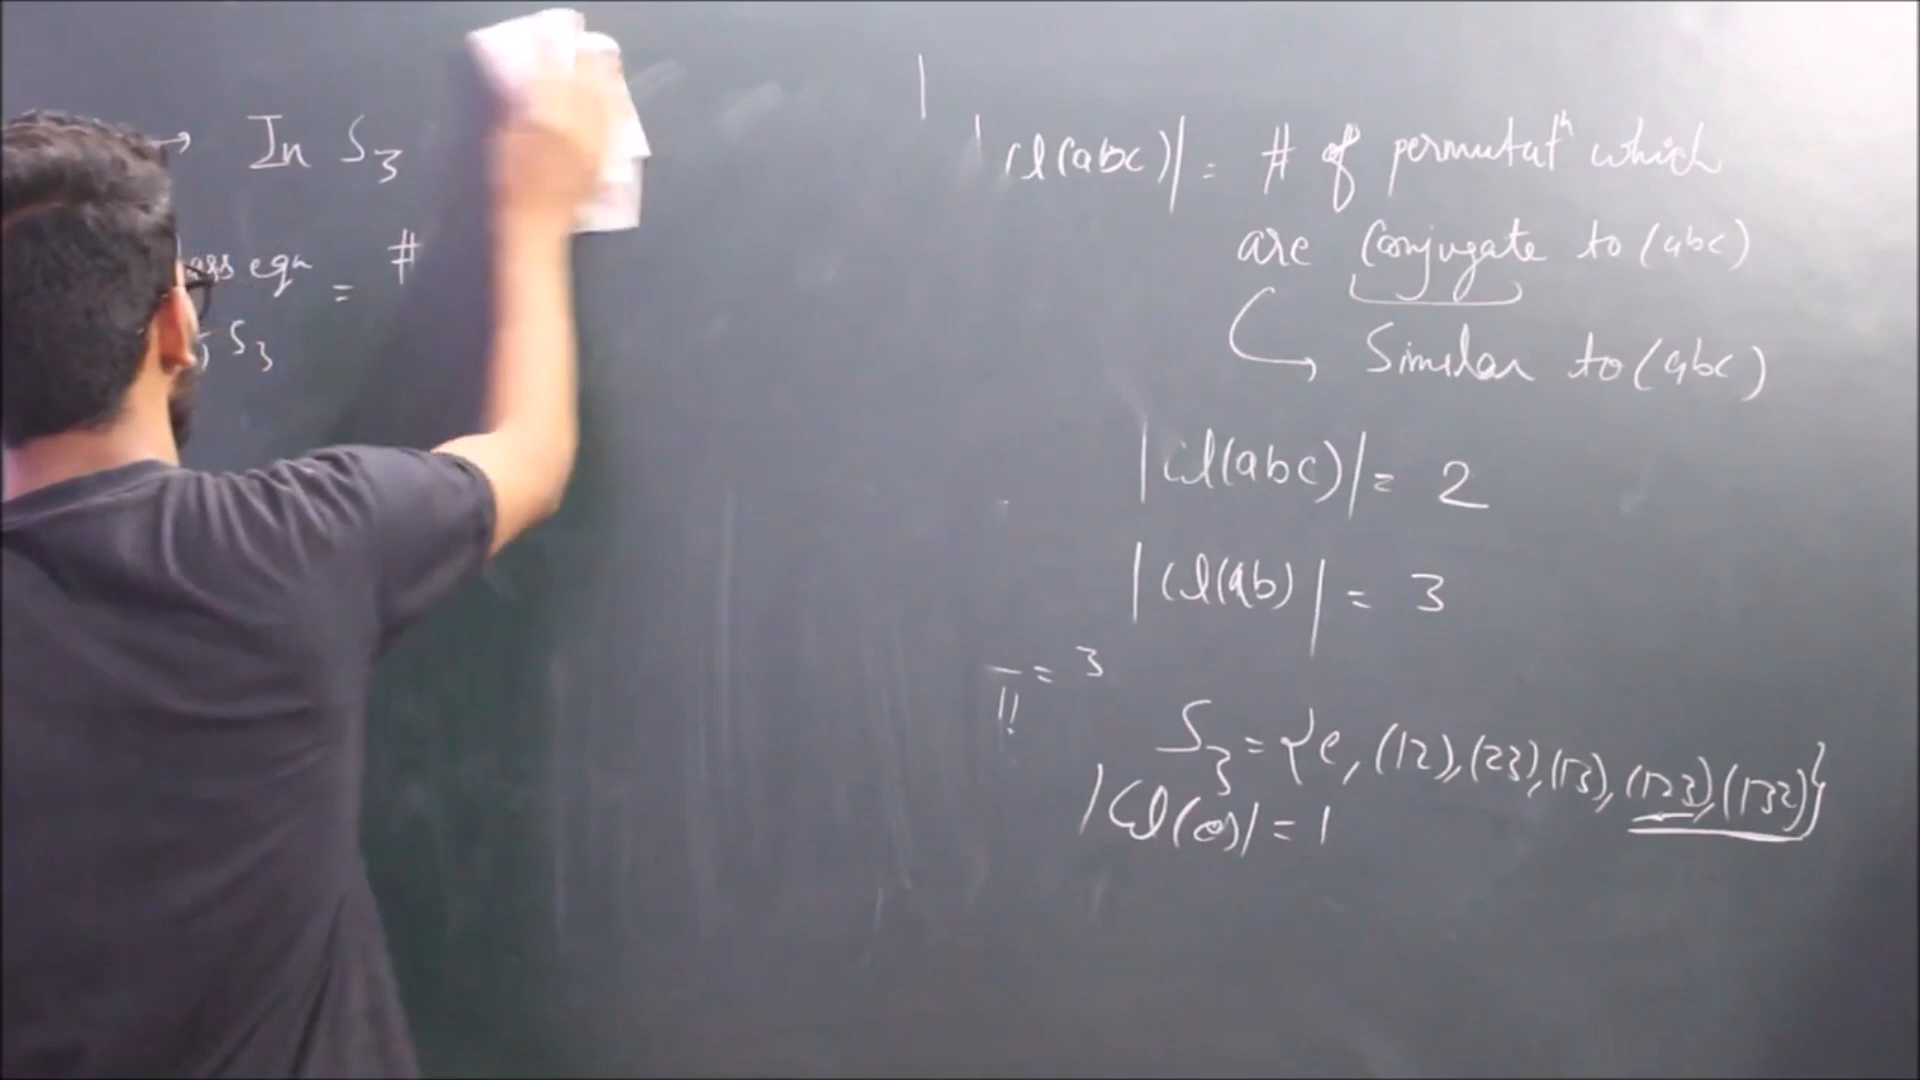 → In S₃
ass eqn = #
S₃
|cl(abc)| = # of permutatⁿ which
are conjugate to (abc)
↳ Similar to (abc)
|cl(abc)| = 2
|cl(ab)| = 3
= 3
S₃ = {e, (12), (23), (13), (123), (132)}
|Cl(e)| = 1